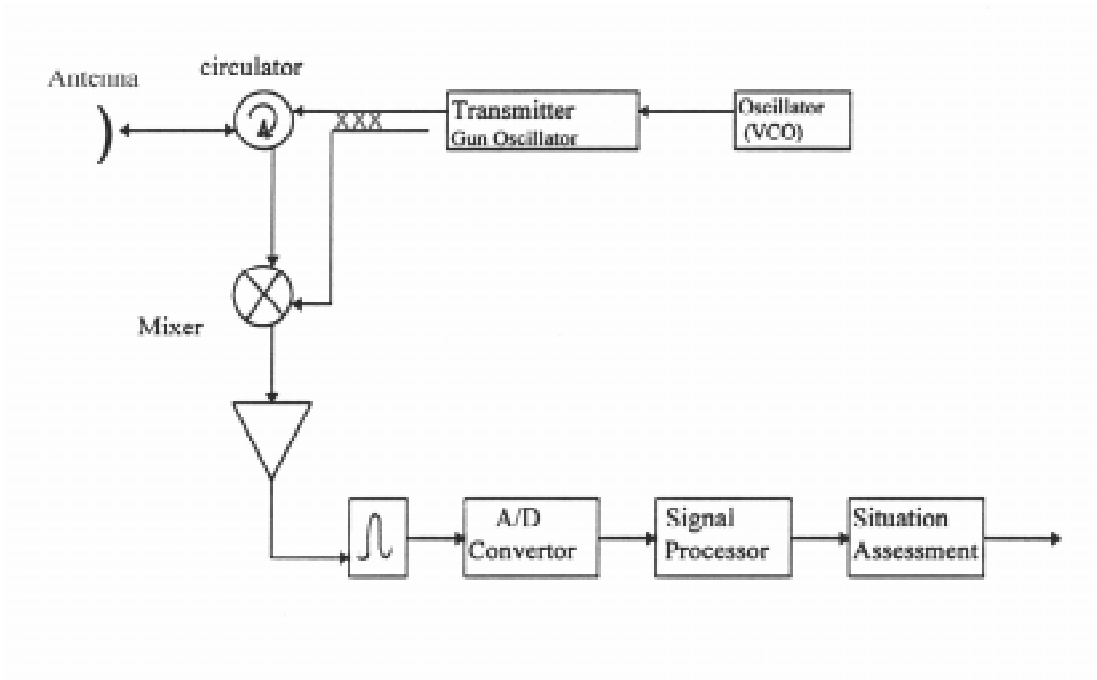 Antenna
circulator
Transmitter
Gun Oscillator
Oscillator
(VCO)
XXX
Mixer
A/D
Convertor
Signal
Processor
Situation
Assessment